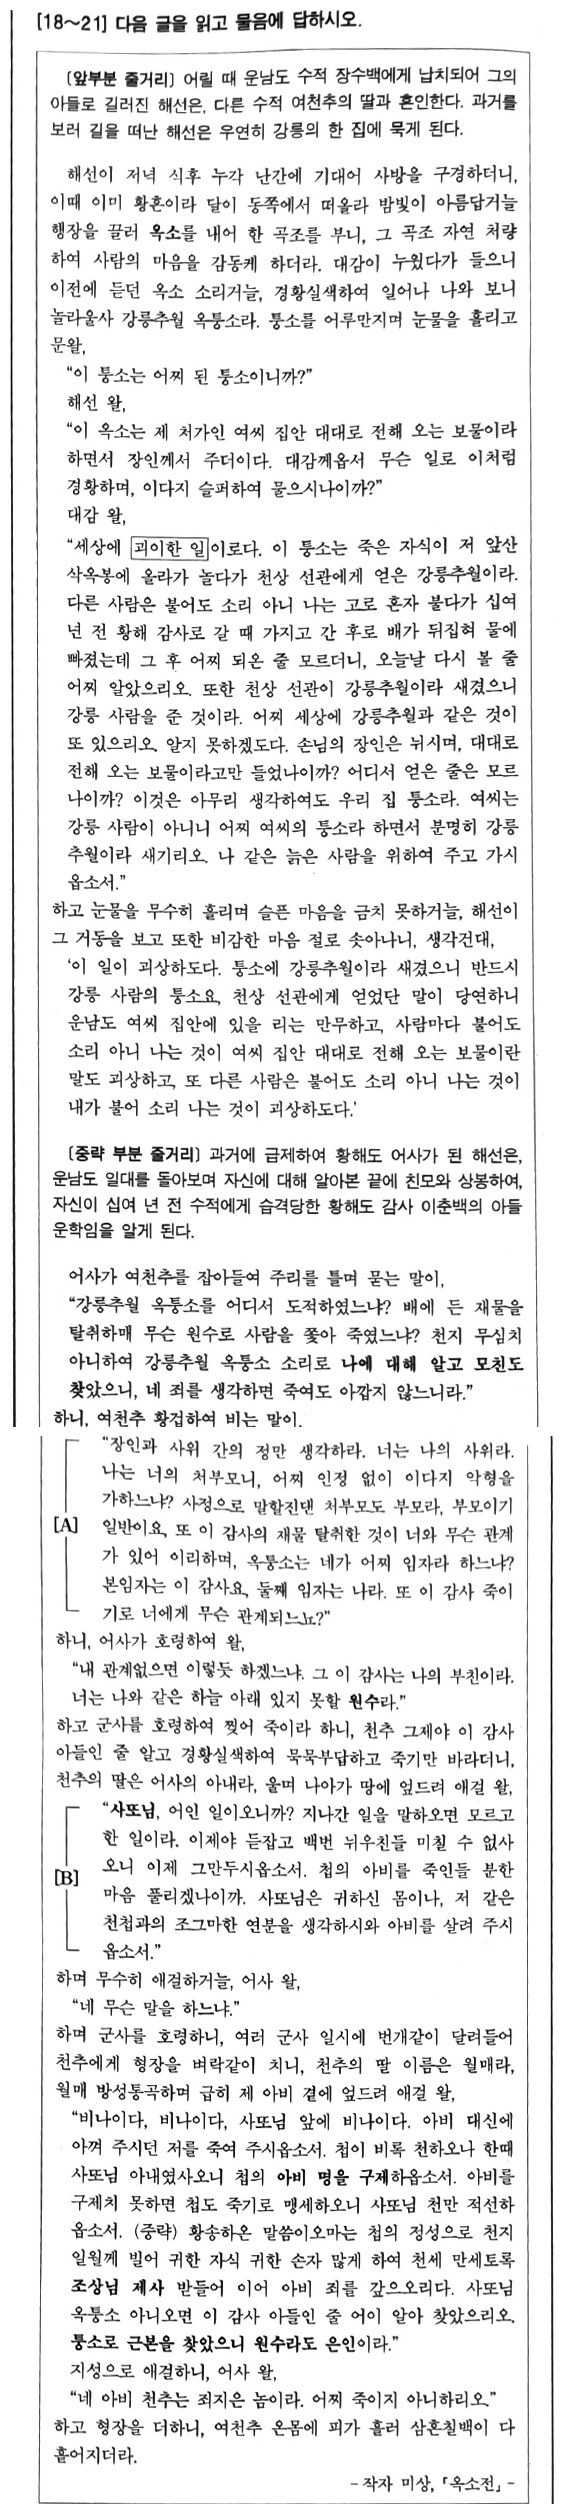 [18~21] 다음 글을 읽고 물음에 답하시오.
〔앞부분 줄거리〕 어릴 때 운남도 수적 장수백에게 납치되어 그의
아들로 길러진 해선은, 다른 수적 여천추의 딸과 혼인한다. 과거를
보러 길을 떠난 해선은 우연히 강릉의 한 집에 묵게 된다.
해선이 저녁 식후 누각 난간에 기대어 사방을 구경하더니,
이때 이미 황혼이라 달이 동쪽에서 떠올라 밤빛이 아름답거늘
행장을 끌러 옥소를 내어 한 곡조를 부니, 그 곡조 자연 처량
하여 사람의 마음을 감동케 하더라. 대감이 누웠다가 들으니
이전에 듣던 옥소 소리거늘, 경황실색하여 일어나 나와 보니
놀라울사 강릉추월 옥퉁소라. 퉁소를 어루만지며 눈물을 흘리고
문왈,
“이 퉁소는 어찌 된 퉁소이니까?”
해선 왈,
“이 옥소는 제 처가인 여씨 집안 대대로 전해 오는 보물이라
하면서 장인께서 주더이다. 대감께옵서 무슨 일로 이처럼
경황하며, 이다지 슬퍼하여 물으시나이까?”
대감 왈,
“세상에 괴이한 일이로다. 이 퉁소는 죽은 자식이 저 앞산
삭옥봉에 올라가 놀다가 천상 선관에게 얻은 강릉추월이라.
다른 사람은 불어도 소리 아니 나는 고로 혼자 불다가 십여
년 전 황해 감사로 갈 때 가지고 간 후로 배가 뒤집혀 물에
빠졌는데 그 후 어찌 되온 줄 모르더니, 오늘날 다시 볼 줄
어찌 알았으리오. 또한 천상 선관이 강릉추월이라 새겼으니
강릉 사람을 준 것이라. 어찌 세상에 강릉추월과 같은 것이
또 있으리오. 알지 못하겠도다. 손님의 장인은 뉘시며, 대대로
전해 오는 보물이라고만 들었나이까? 어디서 얻은 줄은 모르
나이까? 이것은 아무리 생각하여도 우리 집 퉁소라. 여씨는
강릉 사람이 아니니 어찌 여씨의 퉁소라 하면서 분명히 강릉
추월이라 새기리오. 나 같은 늙은 사람을 위하여 주고 가시
옵소서.”
하고 눈물을 무수히 흘리며 슬픈 마음을 금치 못하거늘, 해선이
그 거동을 보고 또한 비감한 마음 절로 솟아나니, 생각건대,
‘이 일이 괴상하도다. 퉁소에 강릉추월이라 새겼으니 반드시
강릉 사람의 퉁소요, 천상 선관에게 얻었단 말이 당연하니
운남도 여씨 집안에 있을 리는 만무하고, 사람마다 불어도
소리 아니 나는 것이 여씨 집안 대대로 전해 오는 보물이란
말도 괴상하고, 또 다른 사람은 불어도 소리 아니 나는 것이
내가 불어 소리 나는 것이 괴상하도다.’
〔중략 부분 줄거리〕 과거에 급제하여 황해도 어사가 된 해선은,
운남도 일대를 돌아보며 자신에 대해 알아본 끝에 친모와 상봉하여,
자신이 십여 년 전 수적에게 습격당한 황해도 감사 이춘백의 아들
운학임을 알게 된다.
어사가 여천추를 잡아들여 주리를 틀며 묻는 말이,
“강릉추월 옥퉁소를 어디서 도적하였느냐? 배에 든 재물을
탈취하매 무슨 원수로 사람을 쫓아 죽였느냐? 천지 무심치
아니하여 강릉추월 옥퉁소 소리로 나에 대해 알고 모친도
찾았으니, 네 죄를 생각하면 죽여도 아깝지 않느니라.”
하니, 여천추 황겁하여 비는 말이,
“장인과 사위 간의 정만 생각하라. 너는 나의 사위라.
나는 너의 처부모니, 어찌 인정 없이 이다지 악형을
가하느냐? 사정으로 말할진댄 처부모도 부모라, 부모이기
[A] 일반이요, 또 이 감사의 재물 탈취한 것이 너와 무슨 관계
가 있어 이리하며, 옥퉁소는 네가 어찌 임자라 하느냐?
본임자는 이 감사요, 둘째 임자는 나라. 또 이 감사 죽이
기로 너에게 무슨 관계되느뇨?”
하니, 어사가 호령하여 왈,
“내 관계없으면 이렇듯 하겠느냐. 그 이 감사는 나의 부친이라.
너는 나와 같은 하늘 아래 있지 못할 원수라.”
하고 군사를 호령하여 찢어 죽이라 하니, 천추 그제야 이 감사
아들인 줄 알고 경황실색하여 묵묵부답하고 죽기만 바라더니,
천추의 딸은 어사의 아내라, 울며 나아가 땅에 엎드려 애걸 왈,
“사또님, 어인 일이오니까? 지나간 일을 말하오면 모르고
한 일이라. 이제야 듣잡고 백번 뉘우친들 미칠 수 없사
[B] 오니 이제 그만두시옵소서. 첩의 아비를 죽인들 분한
마음 풀리겠나이까. 사또님은 귀하신 몸이나, 저 같은
천첩과의 조그마한 연분을 생각하시와 아비를 살려 주시
옵소서.”
하며 무수히 애걸하거늘, 어사 왈,
“네 무슨 말을 하느냐.”
하며 군사를 호령하니, 여러 군사 일시에 번개같이 달려들어
천추에게 형장을 벼락같이 치니, 천추의 딸 이름은 월매라,
월매 방성통곡하며 급히 제 아비 곁에 엎드려 애걸 왈,
“비나이다, 비나이다, 사또님 앞에 비나이다. 아비 대신에
아껴 주시던 저를 죽여 주시옵소서. 첩이 비록 천하오나 한때
사또님 아내였사오니 첩의 아비 명을 구제하옵소서. 아비를
구제치 못하면 첩도 죽기로 맹세하오니 사또님 천만 적선하
옵소서. (중략) 황송하온 말씀이오마는 첩의 정성으로 천지
일월께 빌어 귀한 자식 귀한 손자 많게 하여 천세 만세토록
조상님 제사 받들어 이어 아비 죄를 갚으오리다. 사또님
옥퉁소 아니오면 이 감사 아들인 줄 어이 알아 찾았으리오.
퉁소로 근본을 찾았으니 원수라도 은인이라.”
지성으로 애걸하니, 어사 왈,
“네 아비 천추는 죄지은 놈이라. 어찌 죽이지 아니하리오.”
하고 형장을 더하니, 여천추 온몸에 피가 흘러 삼혼칠백이 다
흩어지더라.
- 작자 미상, 「옥소전」 -